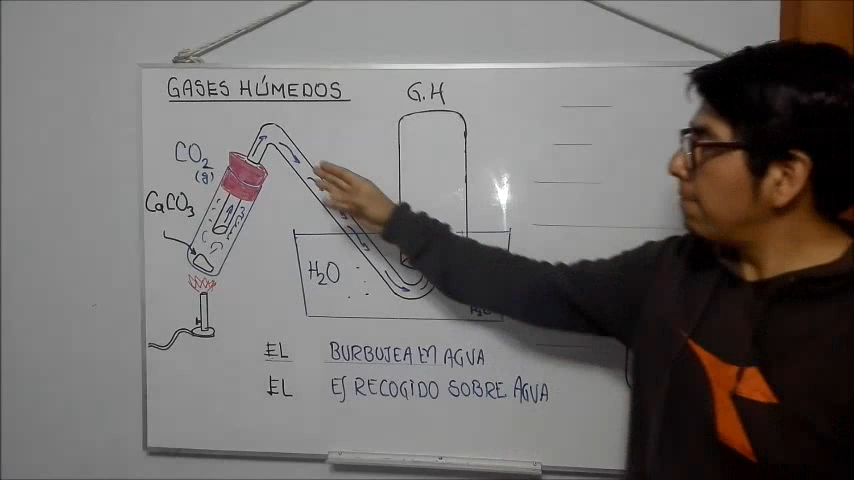 GASES HÚMEDOS
G.H
CO2
(g)
CaCO3
H2O
EL BURBUJEA EN AGUA
EL ES RECOGIDO SOBRE AGUA